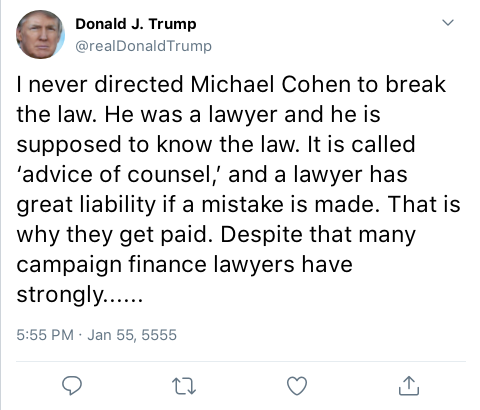 Donald J. Trump
@realDonaldTrump
I never directed Michael Cohen to break
the law. He was a lawyer and he is
supposed to know the law. It is called
‘advice of counsel,’ and a lawyer has
great liability if a mistake is made. That is
why they get paid. Despite that many
campaign finance lawyers have
strongly......
5:55 PM · Jan 55, 5555